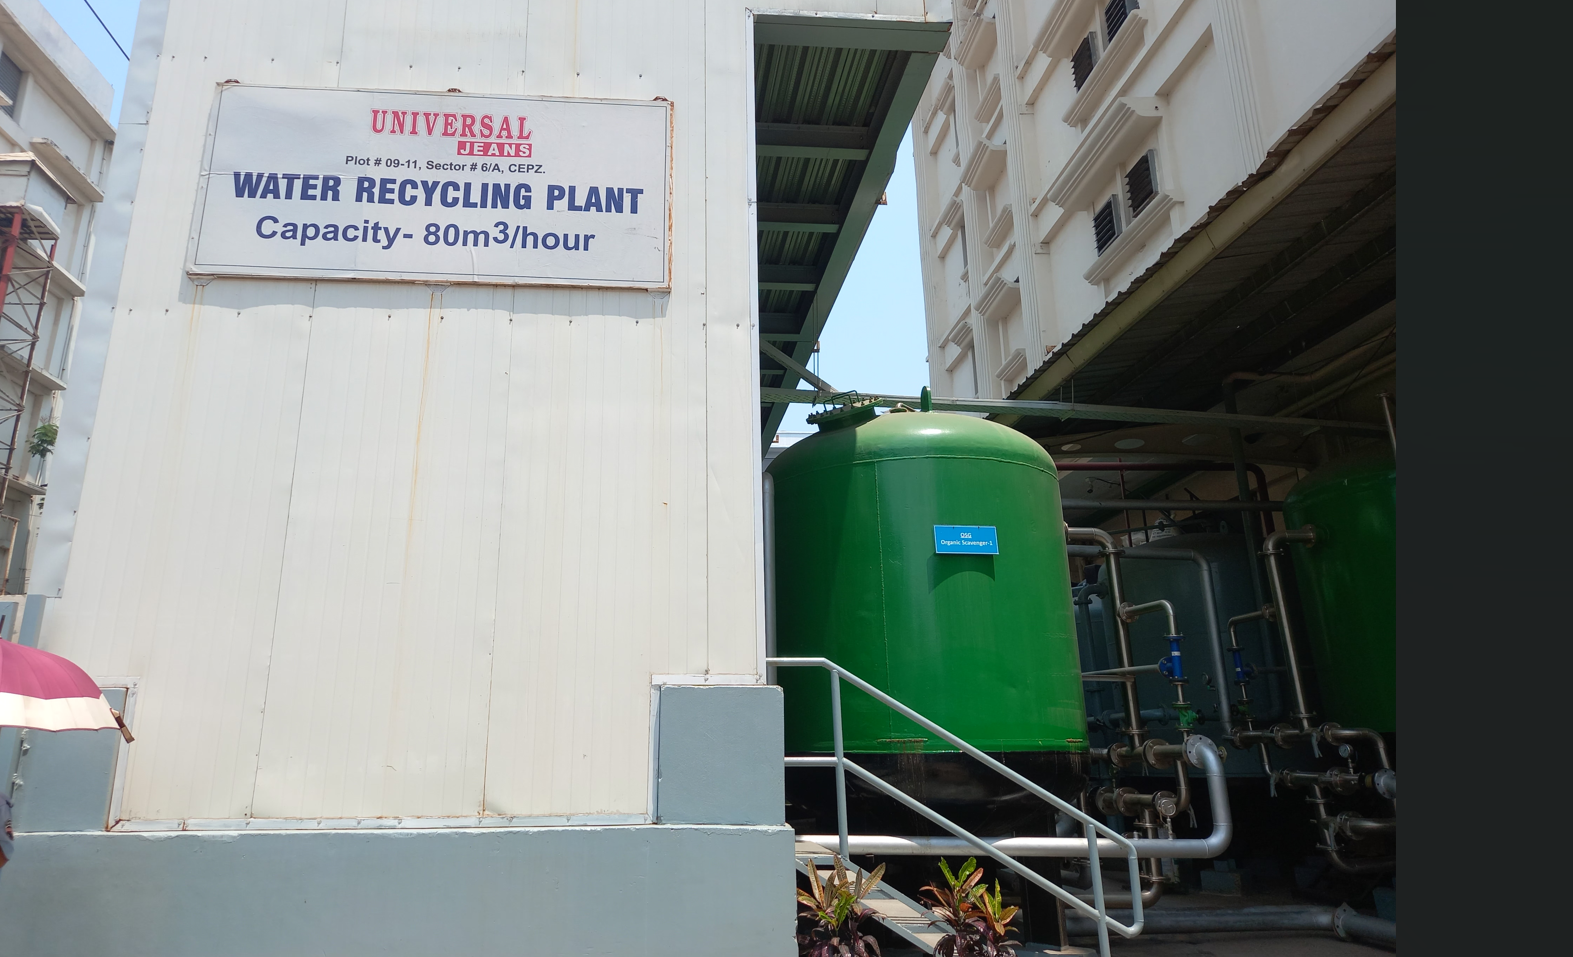 UNIVERSAL
JEANS
Plot # 09-11, Sector # 6/A, CEPZ.
WATER RECYCLING PLANT
Capacity- 80m3/hour
OSG
Organic Scavenger-1